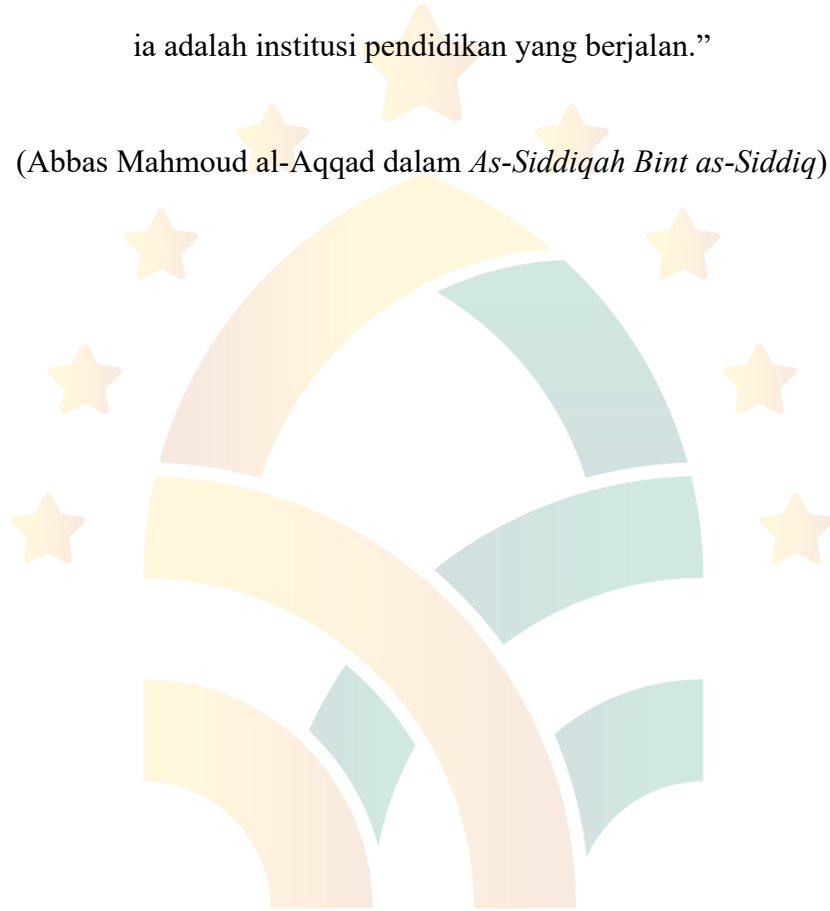 ia adalah institusi pendidikan yang berjalan.”
(Abbas Mahmoud al-Aqqad dalam As-Siddiqah Bint as-Siddiq)